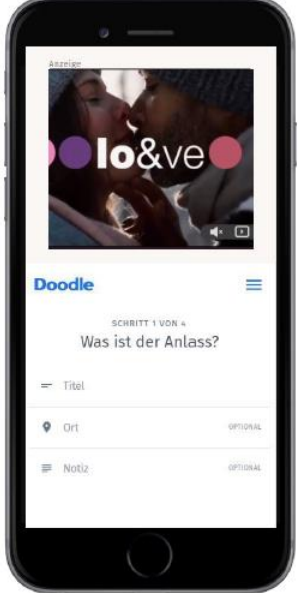 Anzeige
lo&ve
Doodle
SCHRITT 1 VON 4
Was ist der Anlass?
Titel
Ort OPTIONAL
Notiz OPTIONAL